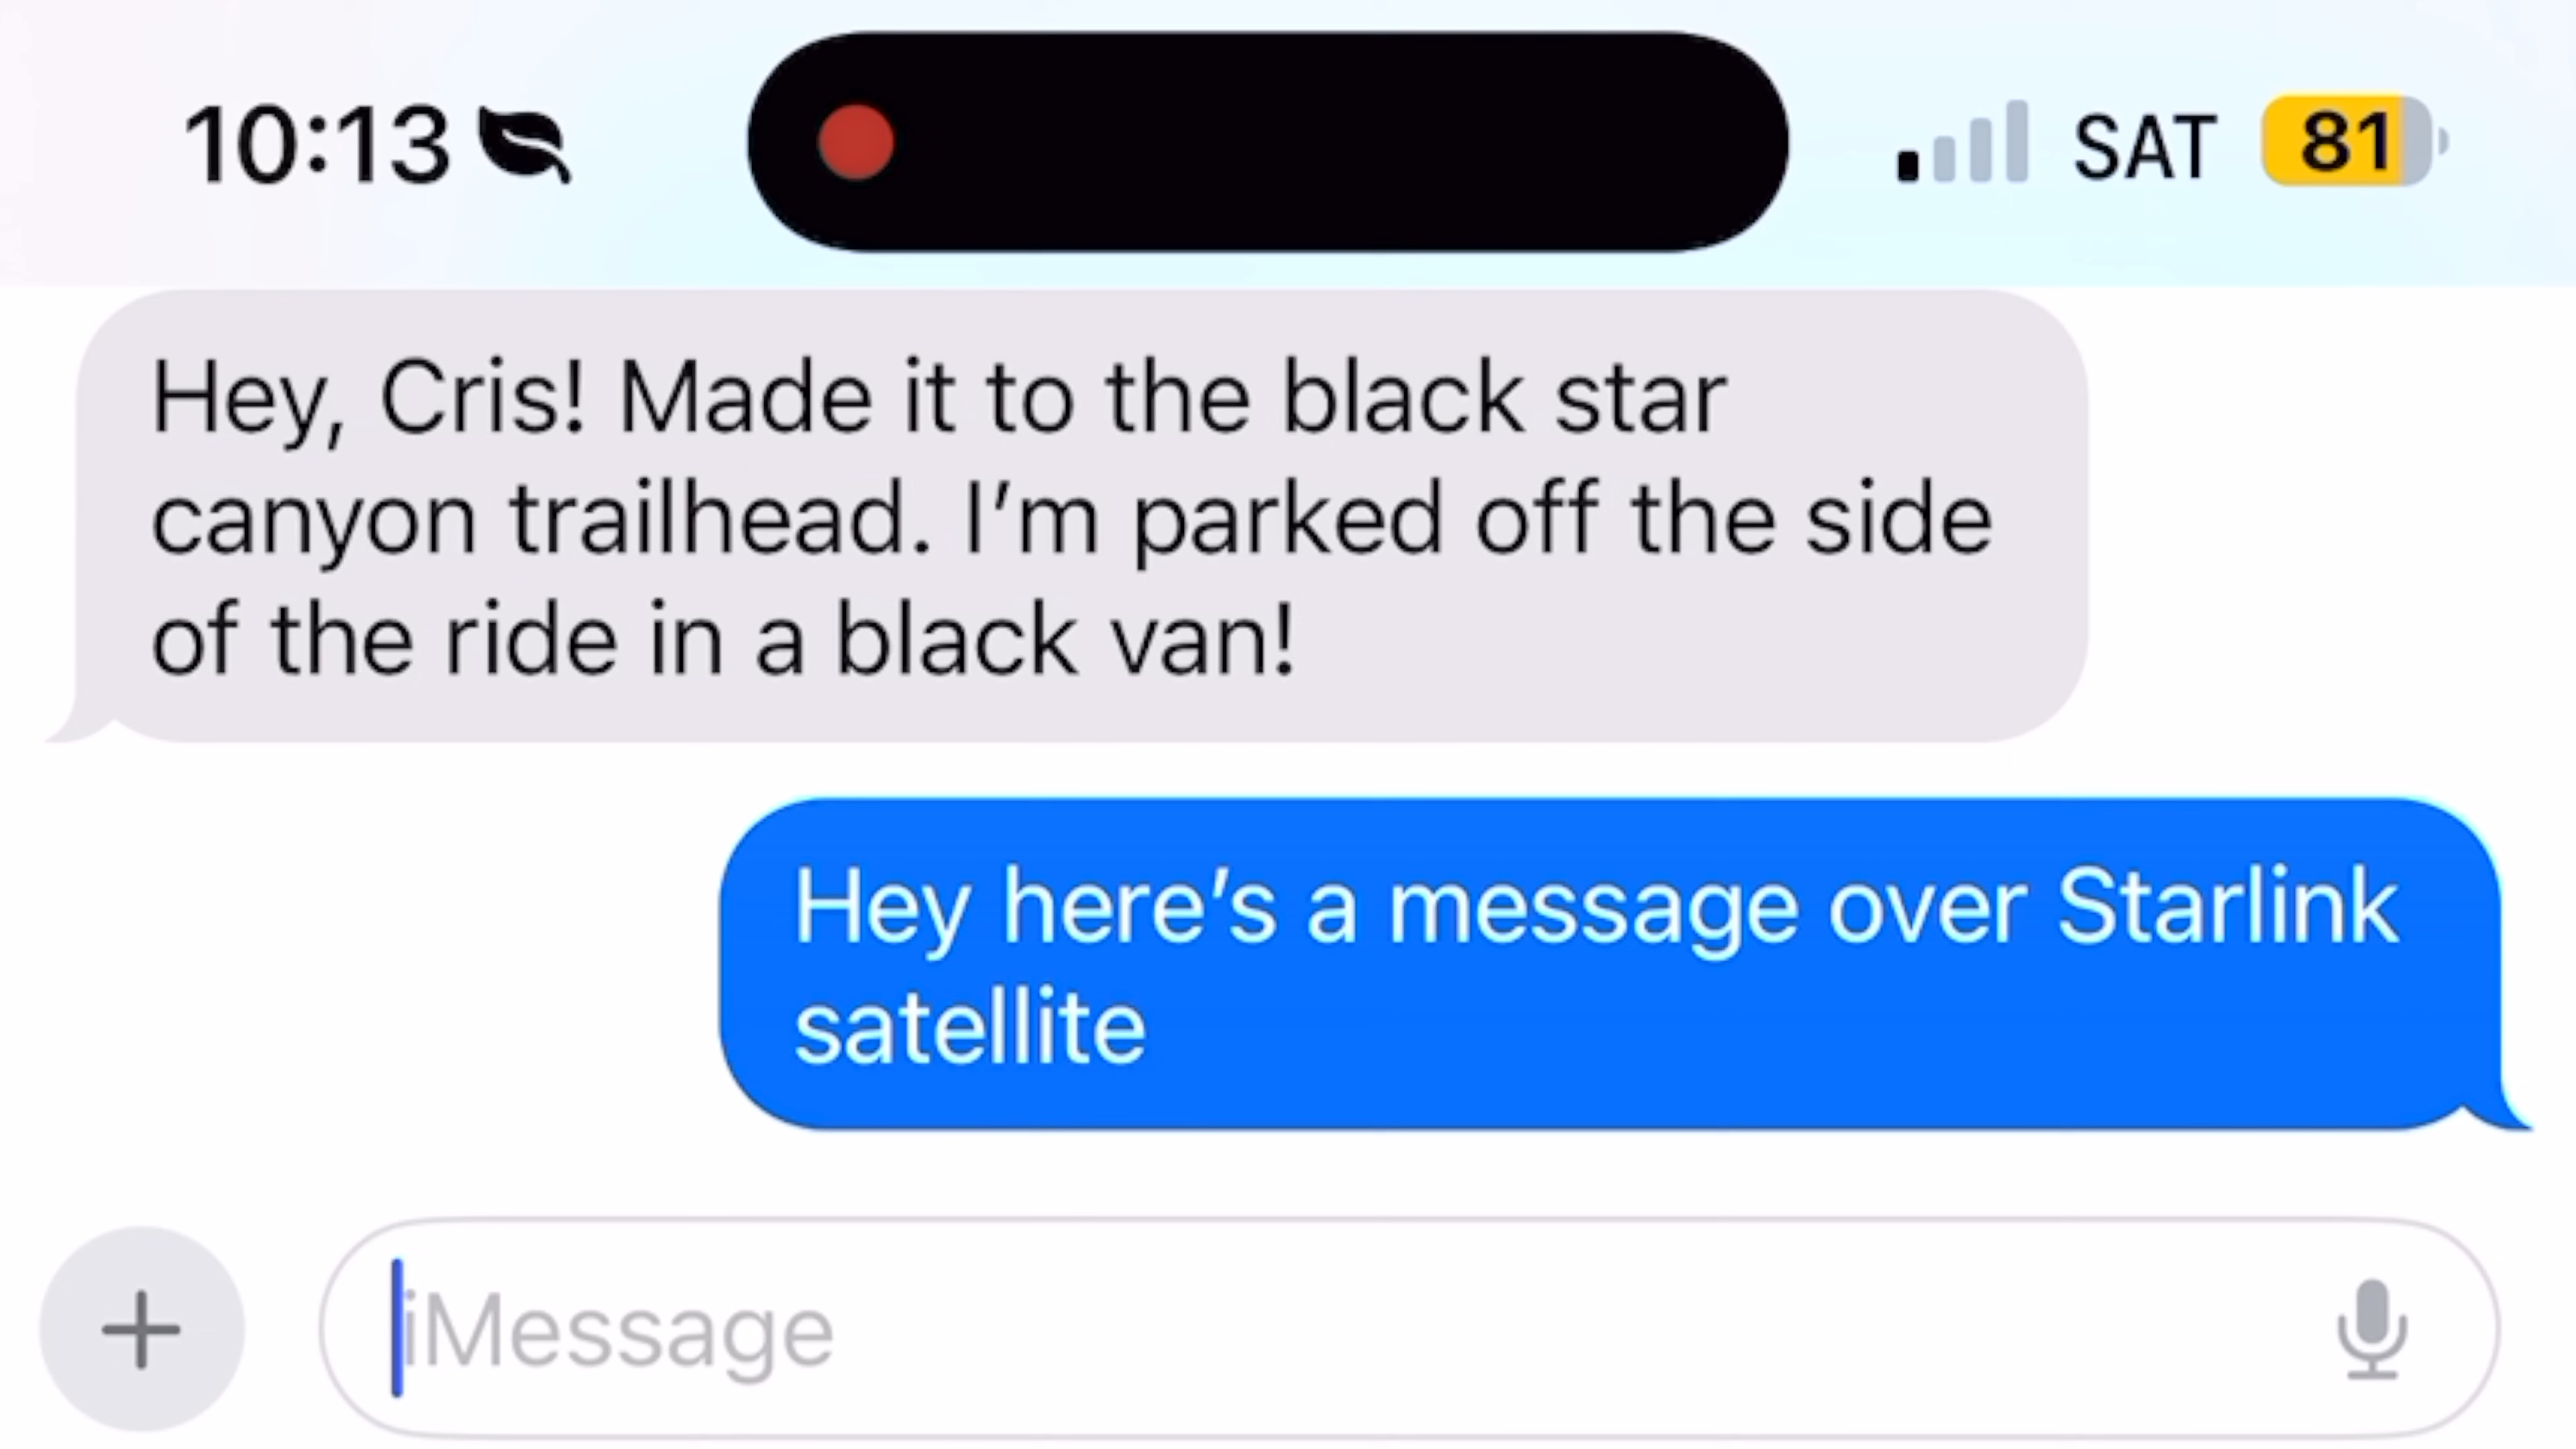 10:13 SAT 81
Hey, Cris! Made it to the black star
canyon trailhead. I’m parked off the side
of the ride in a black van!
Hey here’s a message over Starlink
satellite
iMessage